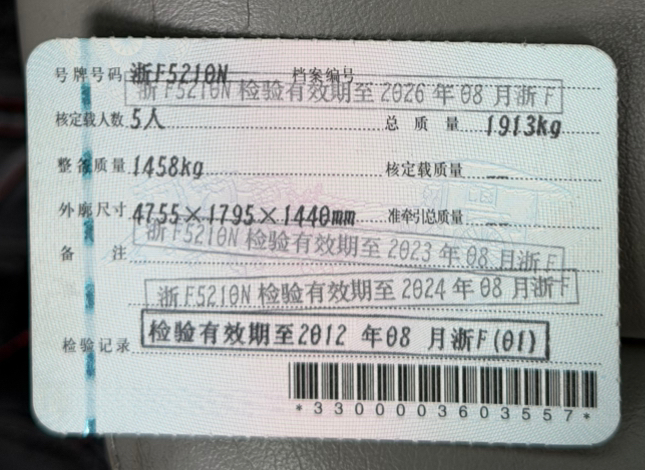 号牌号码 浙F5210N 档案编号
浙F5210N 检验有效期至 2026 年 08 月浙F
核定载人数 5人 总质量 1913kg
整备质量 1458kg 核定载质量 --
外廓尺寸 4755×1795×1440mm 准牵引总质量 --
浙F5210N 检验有效期至 2023 年 08 月浙F
备注
浙F5210N 检验有效期至 2024 年 08 月浙F
检验记录 检验有效期至2012 年08 月浙F(01)
*3300003603557*